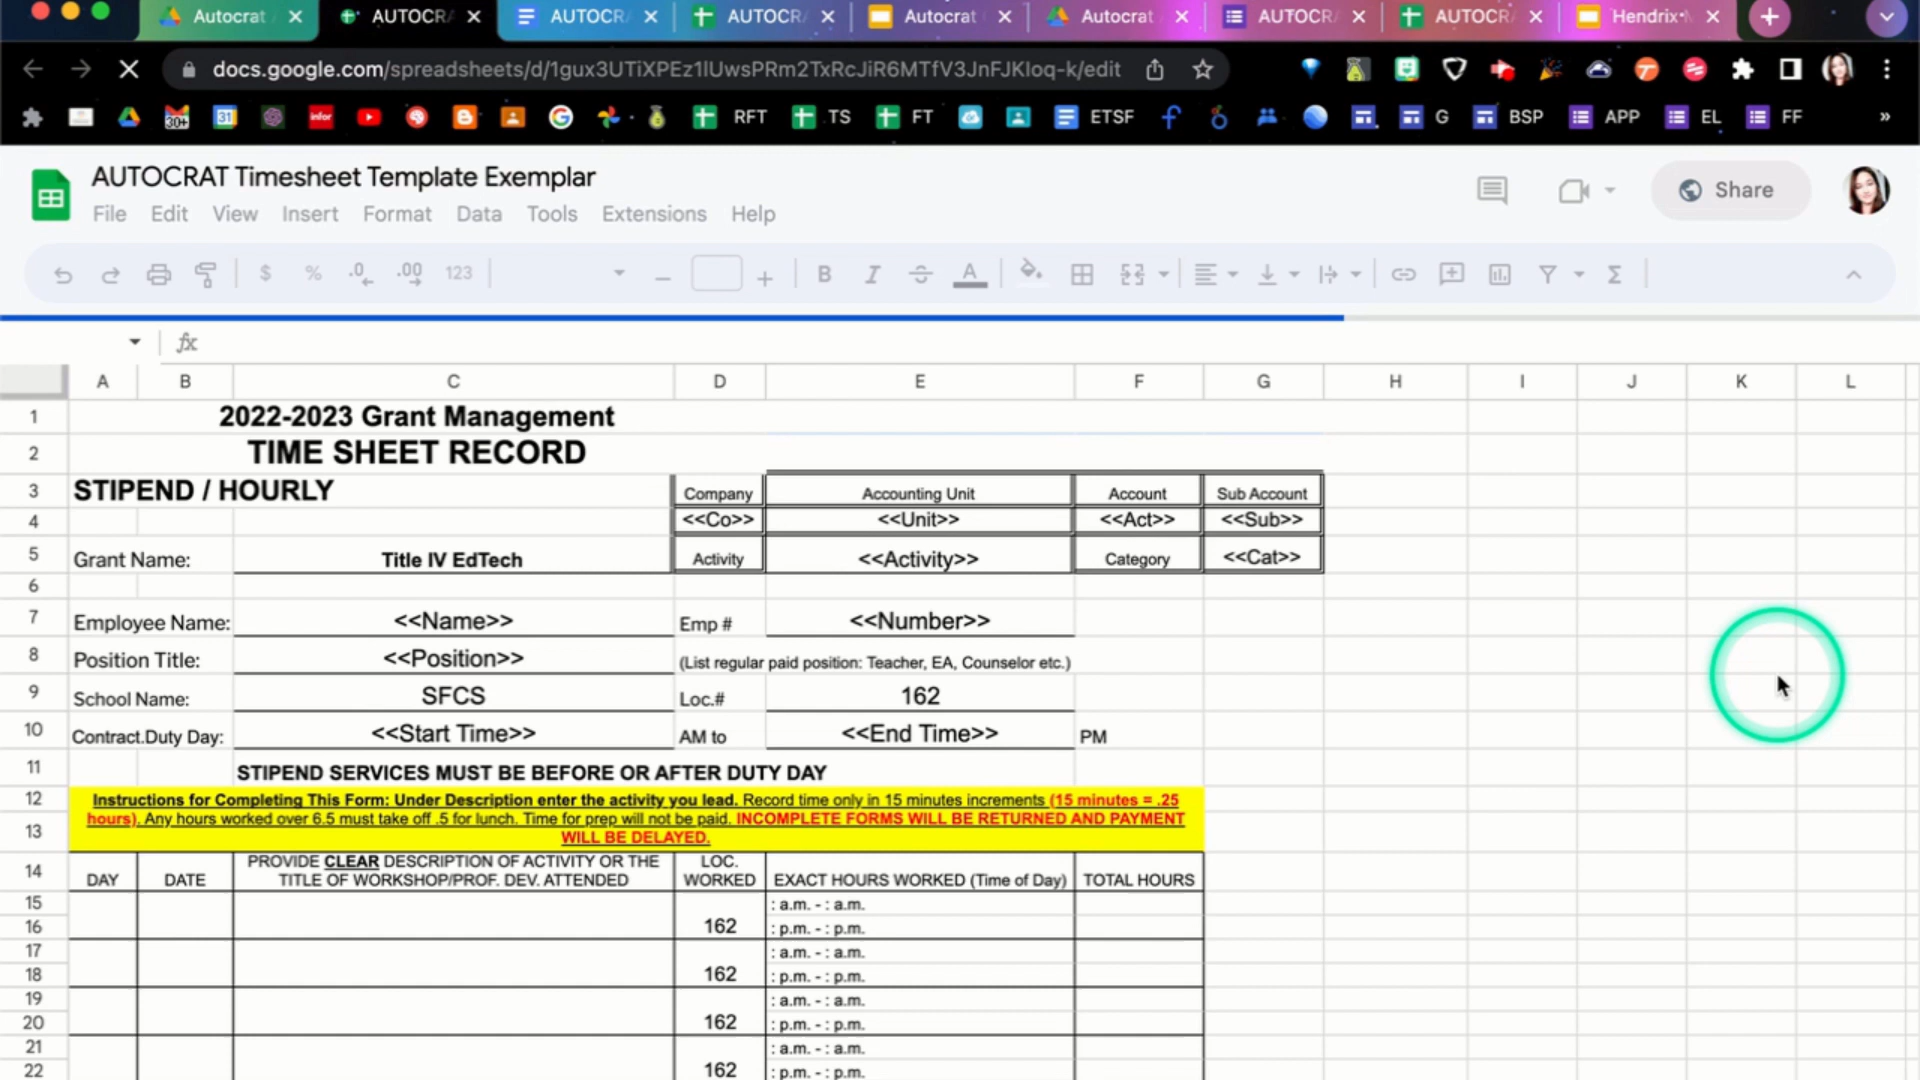 Autocrat
AUTOCRA
AUTOCRA
AUTOCRA
Autocrat
Autocrat
AUTOCRA
AUTOCR
Hendrix
docs.google.com/spreadsheets/d/1gux3UTiXPEz1lUwsPRm2TxRcJiR6MTfV3JnFJKloq-k/edit
30+ 31 infor RFT TS FT ETSF G BSP APP EL FF »
AUTOCRAT Timesheet Template Exemplar
File Edit View Insert Format Data Tools Extensions Help
Share
$ % .0 .00 123 B I S A Σ
fx
A B C D E F G H I J K L
1 2022-2023 Grant Management
2 TIME SHEET RECORD
3 STIPEND / HOURLY Company Accounting Unit Account Sub Account
4 <<Co>> <<Unit>> <<Act>> <<Sub>>
5 Grant Name: Title IV EdTech Activity <<Activity>> Category <<Cat>>
6
7 Employee Name: <<Name>> Emp # <<Number>>
8 Position Title: <<Position>> (List regular paid position: Teacher, EA, Counselor etc.)
9 School Name: SFCS Loc.# 162
10 Contract.Duty Day: <<Start Time>> AM to <<End Time>> PM
11 STIPEND SERVICES MUST BE BEFORE OR AFTER DUTY DAY
12 Instructions for Completing This Form: Under Description enter the activity you lead. Record time only in 15 minutes increments (15 minutes = .25
hours). Any hours worked over 6.5 must take off .5 for lunch. Time for prep will not be paid. INCOMPLETE FORMS WILL BE RETURNED AND PAYMENT
13 WILL BE DELAYED.
PROVIDE CLEAR DESCRIPTION OF ACTIVITY OR THE LOC.
14 DAY DATE TITLE OF WORKSHOP/PROF. DEV. ATTENDED WORKED EXACT HOURS WORKED (Time of Day) TOTAL HOURS
15 : a.m. - : a.m.
16 162 : p.m. - : p.m.
17 : a.m. - : a.m.
18 162 : p.m. - : p.m.
19 : a.m. - : a.m.
20 162 : p.m. - : p.m.
21 : a.m. - : a.m.
22 162 : p.m. - : p.m.